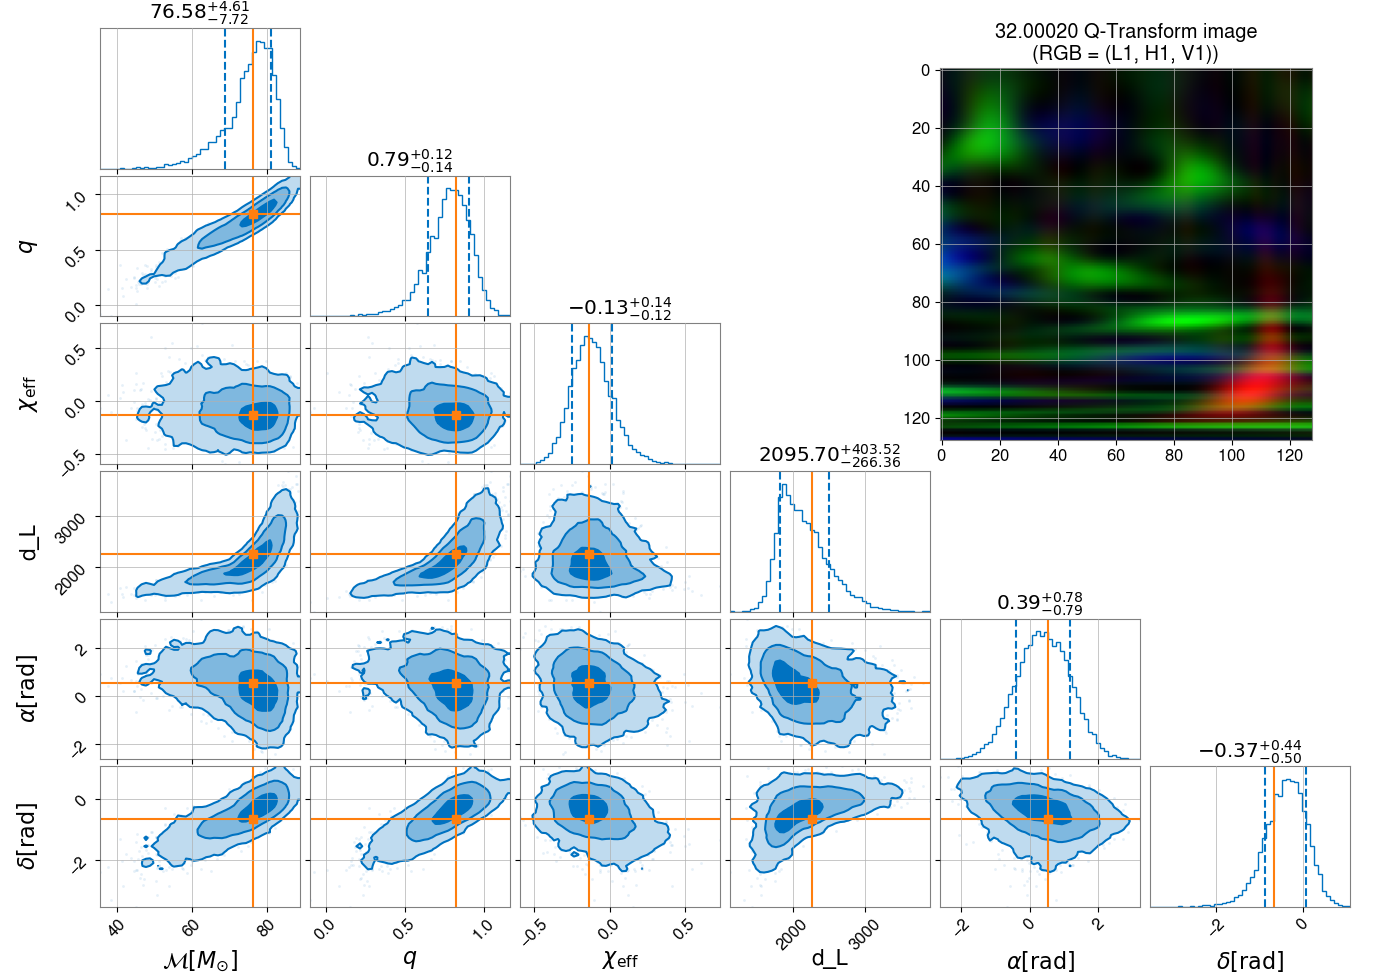 76.58+4.61−7.72
32.00020 Q-Transform image
(RGB = (L1, H1, V1))
0
20
40
60
80
100
120
0 20 40 60 80 100 120
0.79+0.12−0.14
1.0
0.5
0.0
q
−0.13+0.14−0.12
0.5
0.0
−0.5
χeff
2095.70+403.52−266.36
3000
2000
d_L
0.39+0.78−0.79
2
0
−2
α[rad]
−0.37+0.44−0.50
0
−2
δ[rad]
40 60 80
0.0 0.5 1.0
−0.5 0.0 0.5
2000 3000
−2 0 2
−2 0
ℳ[M⊙]
q
χeff
d_L
α[rad]
δ[rad]